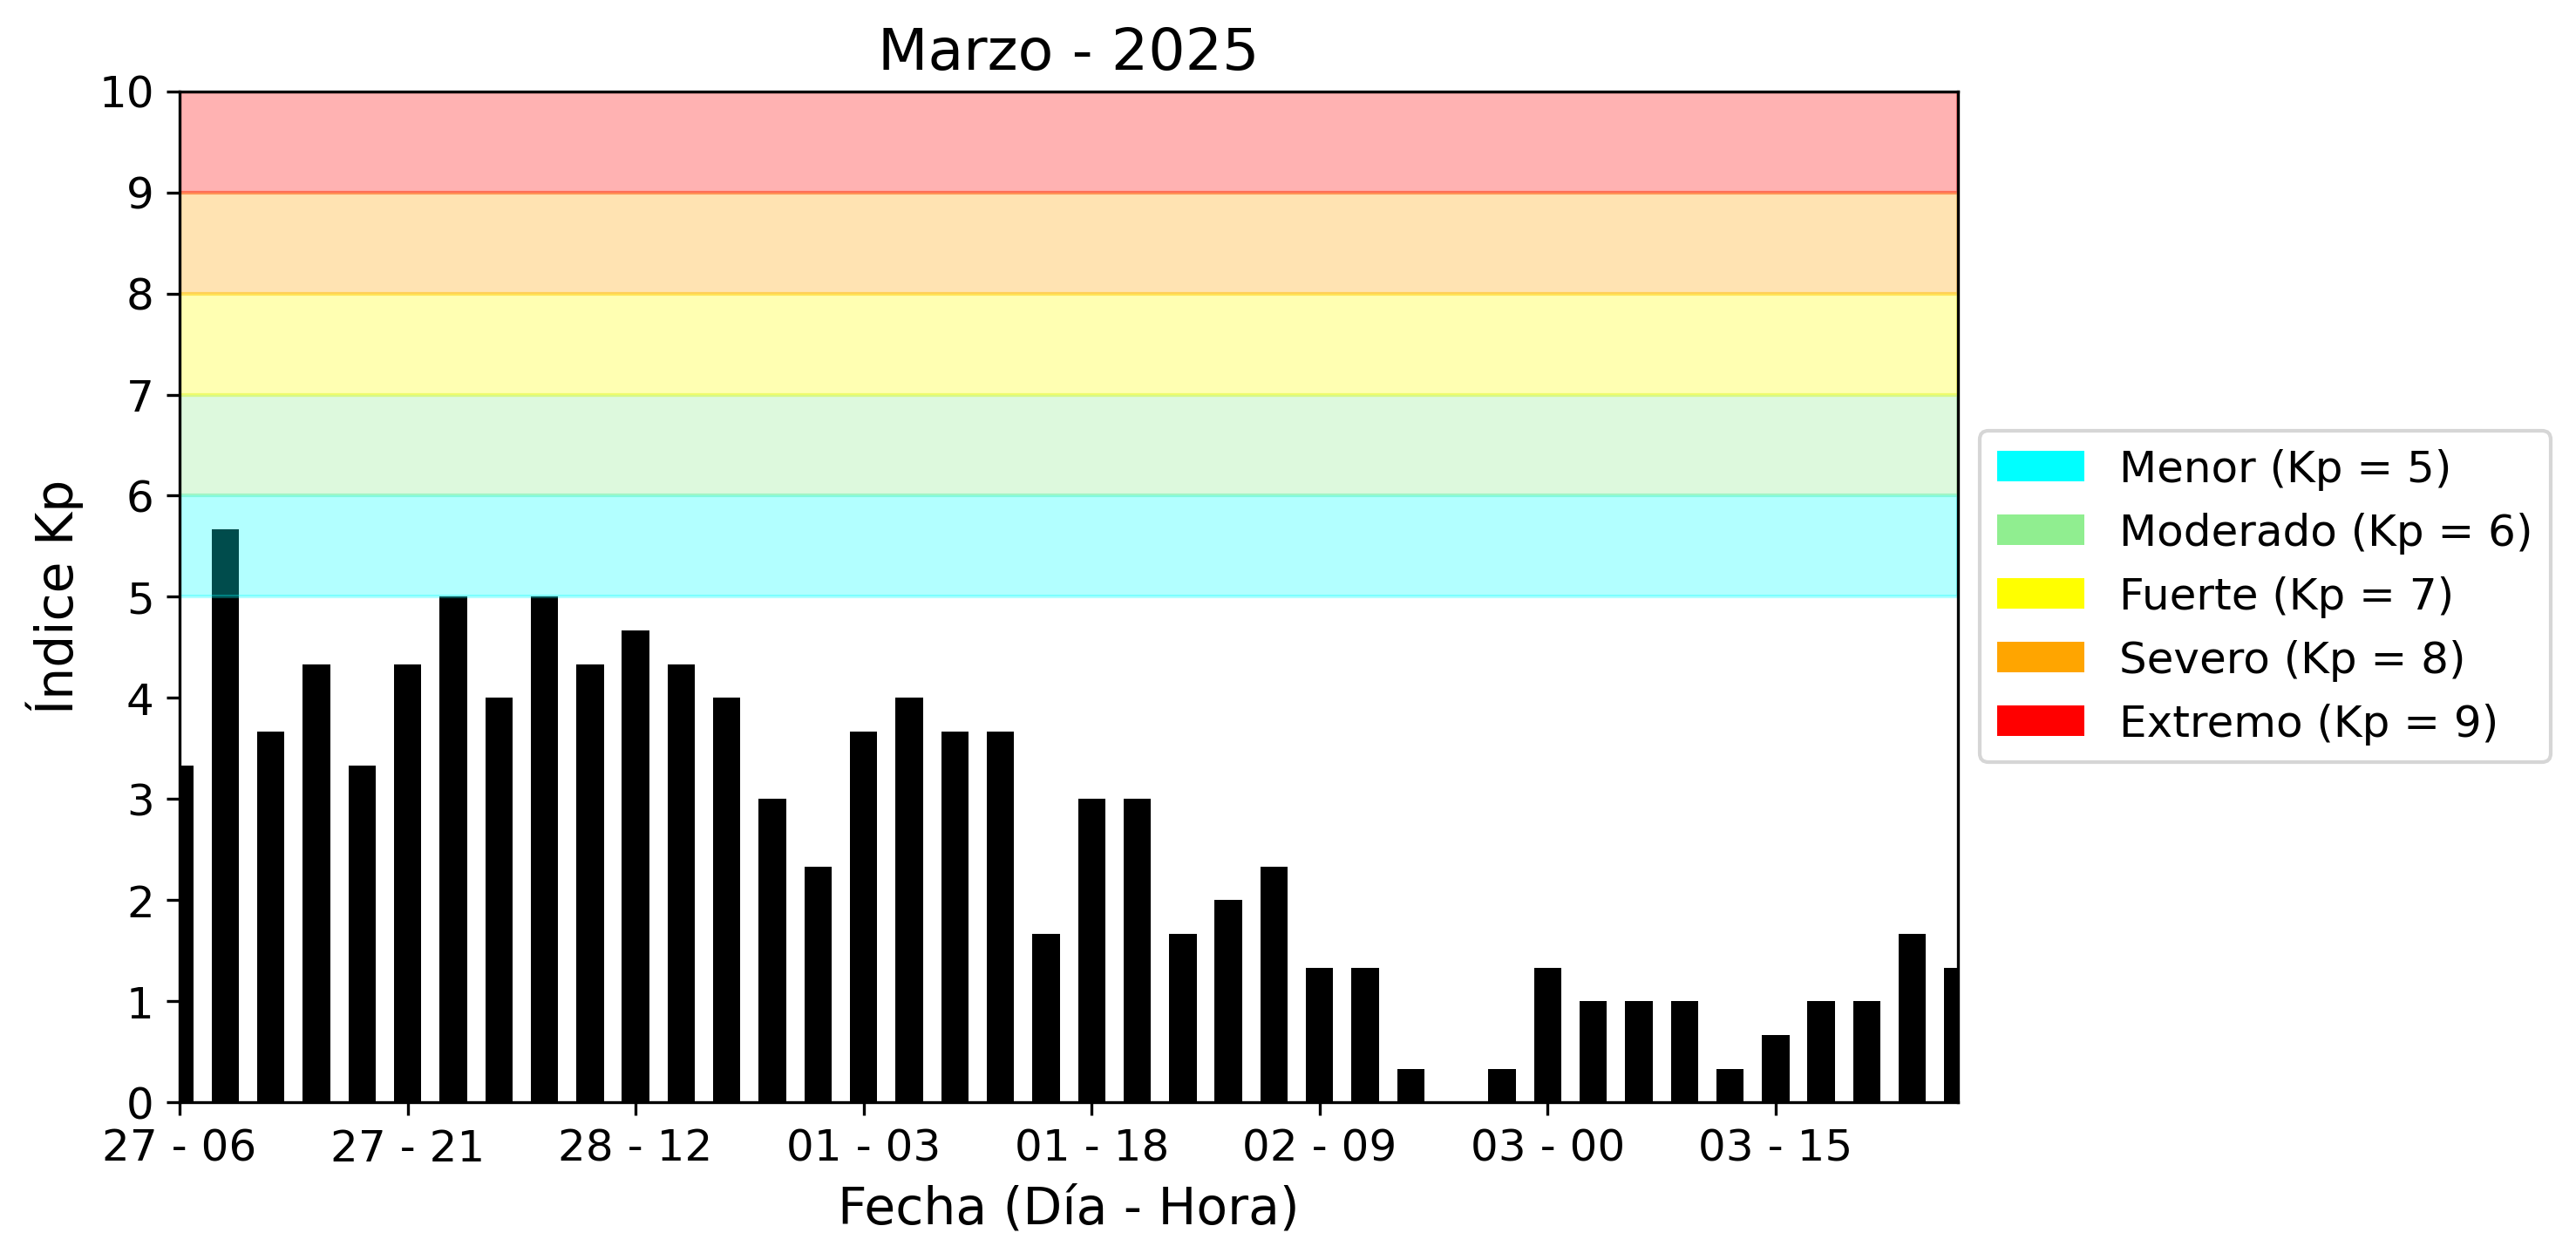 Marzo - 2025
10
9
8
7
6
5
4
3
2
1
0
Índice Kp
27 - 06
27 - 21
28 - 12
01 - 03
01 - 18
02 - 09
03 - 00
03 - 15
Fecha (Día - Hora)
Menor (Kp = 5)
Moderado (Kp = 6)
Fuerte (Kp = 7)
Severo (Kp = 8)
Extremo (Kp = 9)